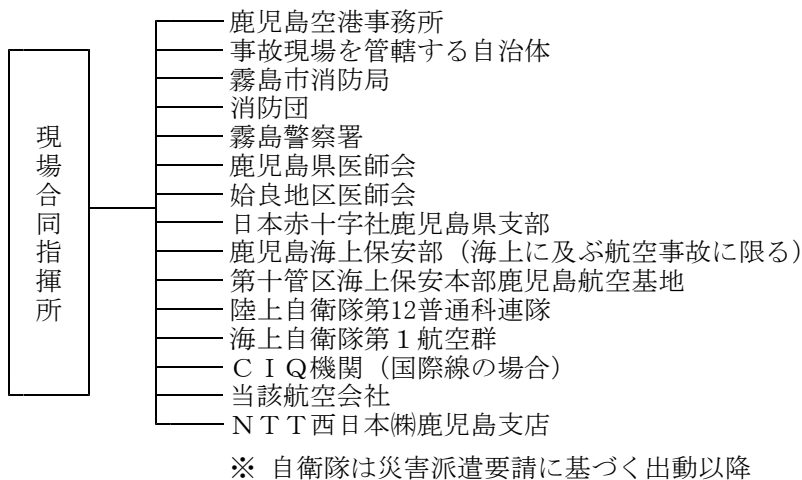 現場合同指揮所
鹿児島空港事務所
事故現場を管轄する自治体
霧島市消防局
消防団
霧島警察署
鹿児島県医師会
姶良地区医師会
日本赤十字社鹿児島県支部
鹿児島海上保安部（海上に及ぶ航空事故に限る）
第十管区海上保安本部鹿児島航空基地
陸上自衛隊第12普通科連隊
海上自衛隊第１航空群
ＣＩＱ機関（国際線の場合）
当該航空会社
ＮＴＴ西日本㈱鹿児島支店
※ 自衛隊は災害派遣要請に基づく出動以降